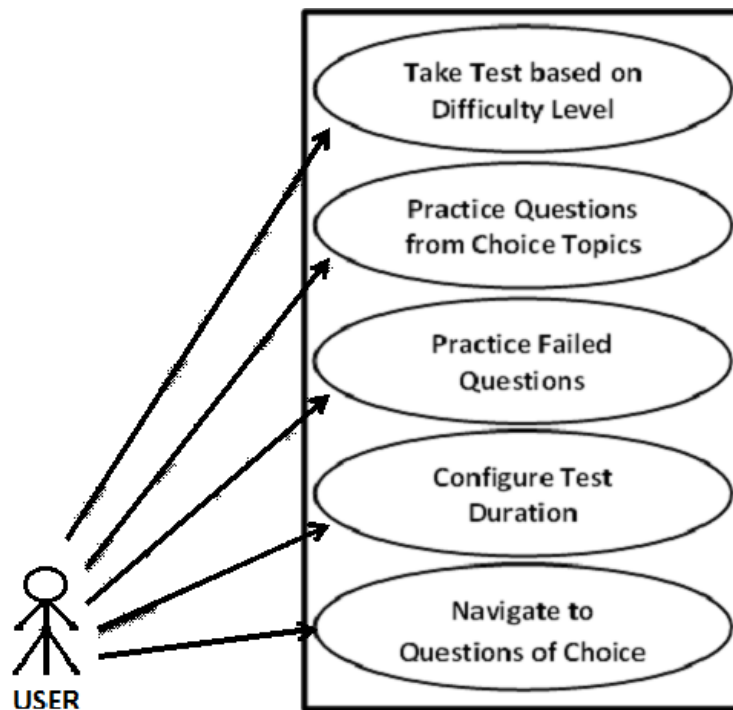 Take Test based on
Difficulty Level
Practice Questions
from Choice Topics
Practice Failed
Questions
Configure Test
Duration
Navigate to
Questions of Choice
USER